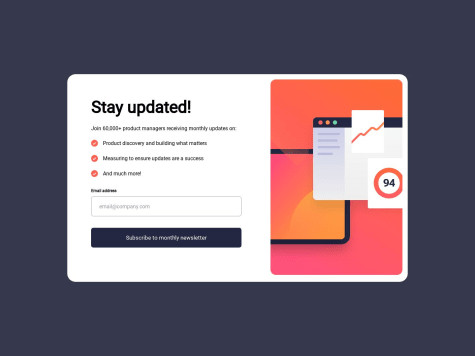 Stay updated!
Join 60,000+ product managers receiving monthly updates on:
Product discovery and building what matters
Measuring to ensure updates are a success
And much more!
Email address
email@company.com
Subscribe to monthly newsletter
94